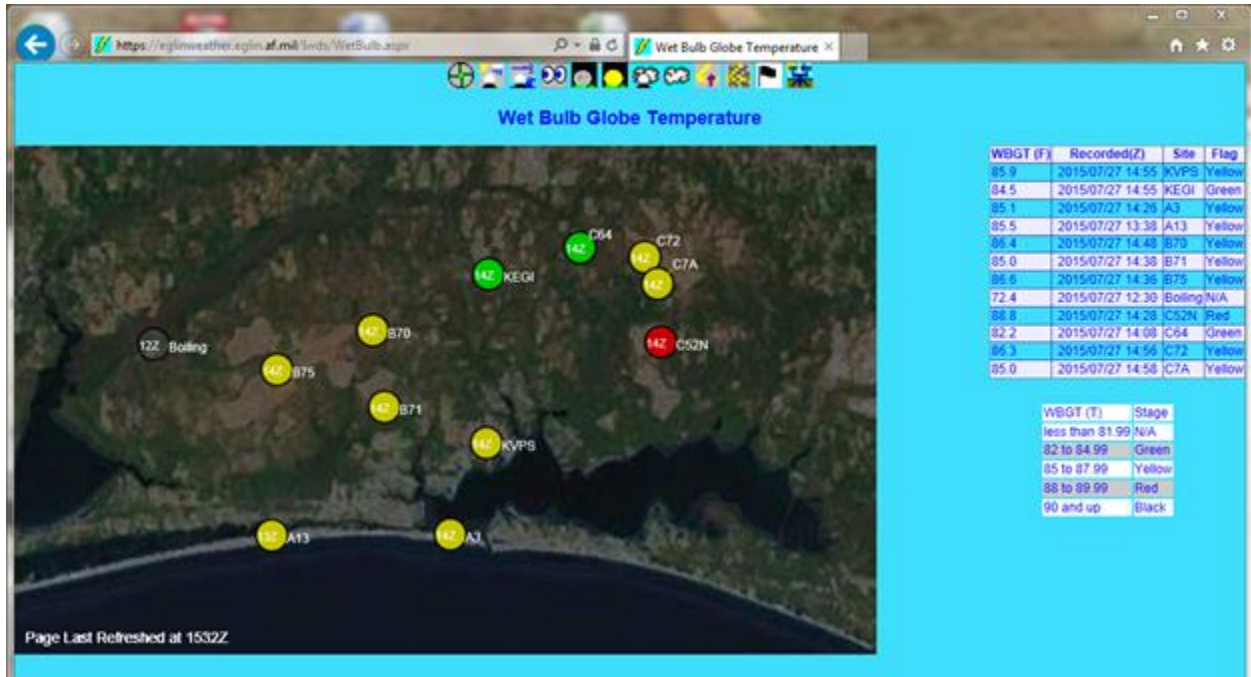 https://eglinweather.eglin.af.mil/lwds/WetBulb.aspx
Wet Bulb Globe Temperature
Wet Bulb Globe Temperature
WBGT (F) Recorded(Z) Site Flag
85.9 2015/07/27 14:55 KVPS Yellow
84.5 2015/07/27 14:55 KEGI Green
85.1 2015/07/27 14:26 A3 Yellow
85.5 2015/07/27 13:38 A13 Yellow
86.4 2015/07/27 14:48 B70 Yellow
85.0 2015/07/27 14:38 B71 Yellow
86.6 2015/07/27 14:36 B75 Yellow
72.4 2015/07/27 12:30 Boiling N/A
88.8 2015/07/27 14:28 C52N Red
82.2 2015/07/27 14:08 C64 Green
86.3 2015/07/27 14:56 C72 Yellow
85.0 2015/07/27 14:58 C7A Yellow
WBGT (T) Stage
less than 81.99 N/A
82 to 84.99 Green
85 to 87.99 Yellow
88 to 89.99 Red
90 and up Black
14Z C64
14Z C72
14Z C7A
14Z KEGI
14Z B70
12Z Boiling
14Z C52N
14Z B75
14Z B71
14Z KVPS
13Z A13
14Z A3
Page Last Refreshed at 1532Z